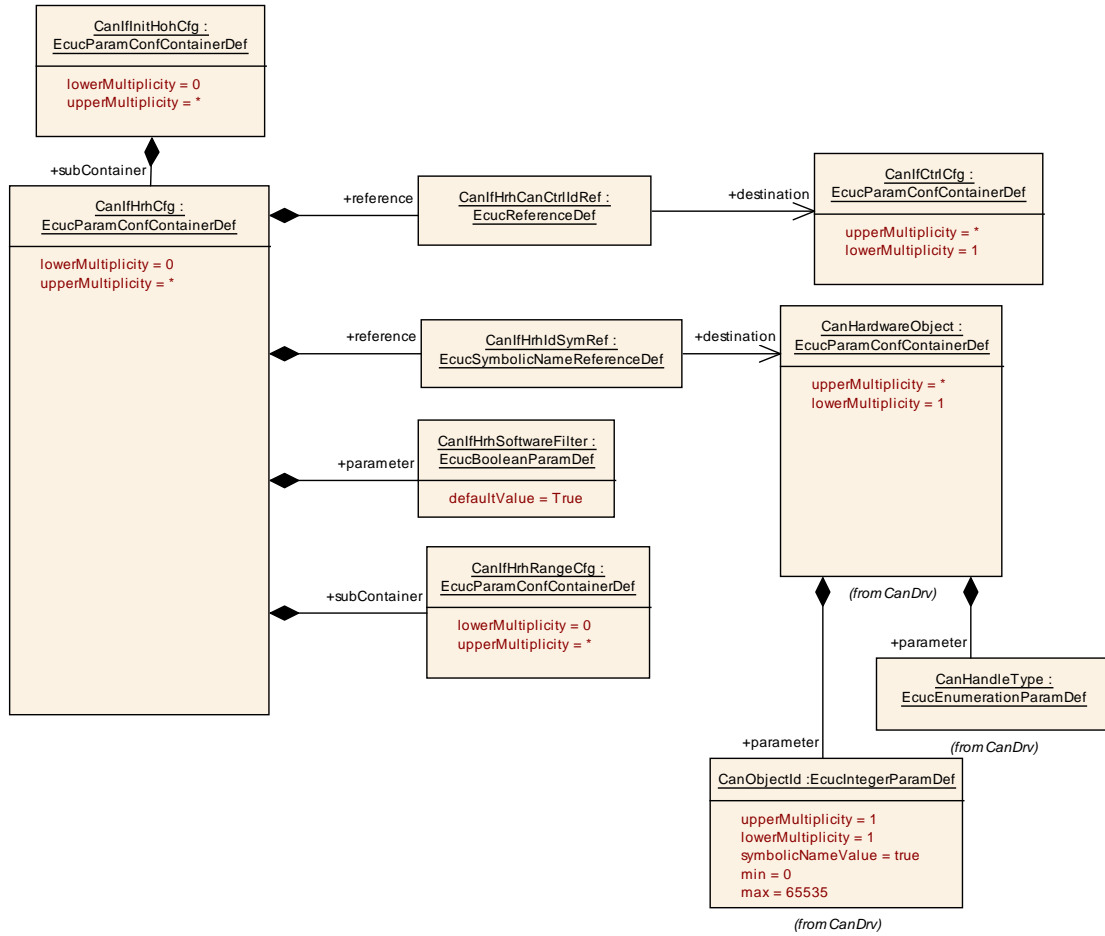 CanIfInitHohCfg :
EcucParamConfContainerDef
lowerMultiplicity = 0
upperMultiplicity = *
+subContainer
CanIfHrhCfg :
EcucParamConfContainerDef
lowerMultiplicity = 0
upperMultiplicity = *
+reference
CanIfHrhCanCtrlIdRef :
EcucReferenceDef
+destination
CanIfCtrlCfg :
EcucParamConfContainerDef
upperMultiplicity = *
lowerMultiplicity = 1
+reference
CanIfHrhIdSymRef :
EcucSymbolicNameReferenceDef
+destination
CanHardwareObject :
EcucParamConfContainerDef
upperMultiplicity = *
lowerMultiplicity = 1
(from CanDrv)
+parameter
CanIfHrhSoftwareFilter :
EcucBooleanParamDef
defaultValue = True
+subContainer
CanIfHrhRangeCfg :
EcucParamConfContainerDef
lowerMultiplicity = 0
upperMultiplicity = *
+parameter
CanHandleType :
EcucEnumerationParamDef
(from CanDrv)
+parameter
CanObjectId :EcucIntegerParamDef
upperMultiplicity = 1
lowerMultiplicity = 1
symbolicNameValue = true
min = 0
max = 65535
(from CanDrv)